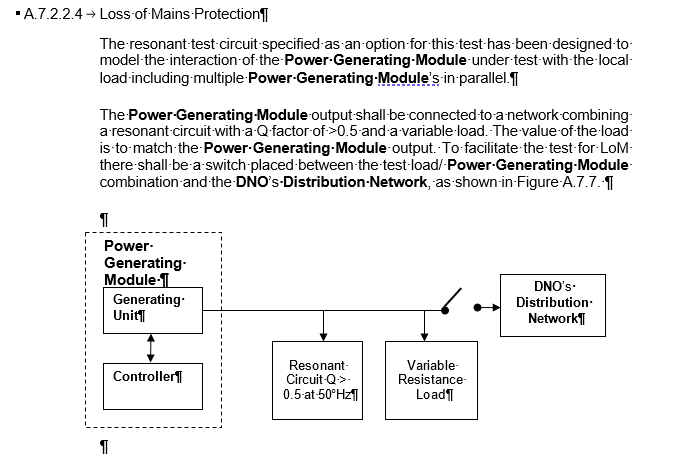 ▪ A.7.2.2.4 → Loss·of·Mains·Protection¶
The·resonant·test·circuit·specified·as·an·option·for·this·test·has·been·designed·to·
model·the·interaction·of·the·Power·Generating·Module·under·test·with·the·local·
load·including·multiple·Power·Generating·Module's·in·parallel.¶
The·Power·Generating·Module·output·shall·be·connected·to·a·network·combining·
a·resonant·circuit·with·a·Q·factor·of·>0.5·and·a·variable·load.·The·value·of·the·load·
is·to·match·the·Power·Generating·Module·output.··To·facilitate·the·test·for·LoM·
there·shall·be·a·switch·placed·between·the·test·load/·Power·Generating·Module·
combination·and·the·DNO's·Distribution·Network,·as·shown·in·Figure·A.7.7.·¶
¶
Power·
Generating·
Module·¶
Generating·
Unit¶
Controller¶
Resonant·
Circuit·Q·>·
0.5·at·50°Hz¶
Variable·
Resistance·
Load¶
DNO's·
Distribution·
Network¶
¶